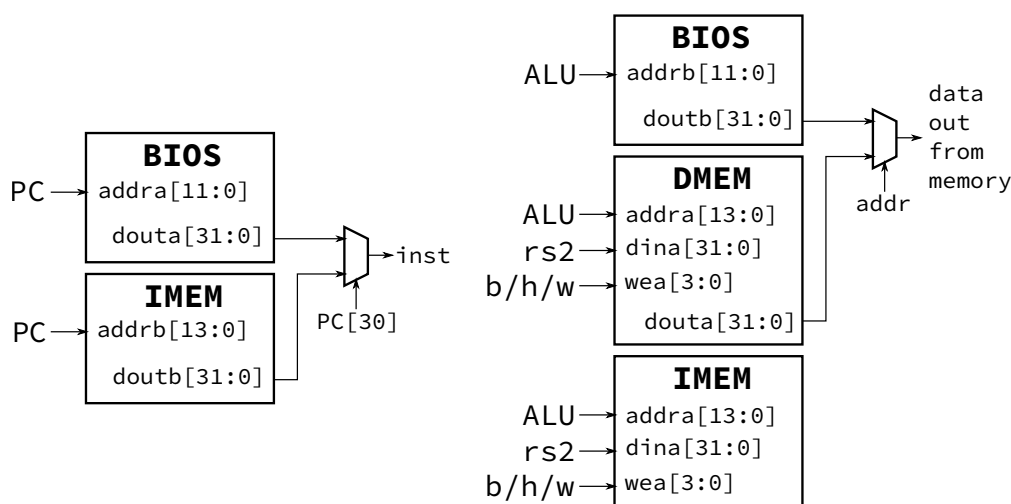 BIOS
PC
addra[11:0]
douta[31:0]
inst
IMEM
PC
addrb[13:0]
PC[30]
doutb[31:0]
BIOS
ALU
addrb[11:0]
doutb[31:0]
data
out
from
memory
addr
DMEM
ALU
addra[13:0]
rs2
dina[31:0]
b/h/w
wea[3:0]
douta[31:0]
IMEM
ALU
addra[13:0]
rs2
dina[31:0]
b/h/w
wea[3:0]